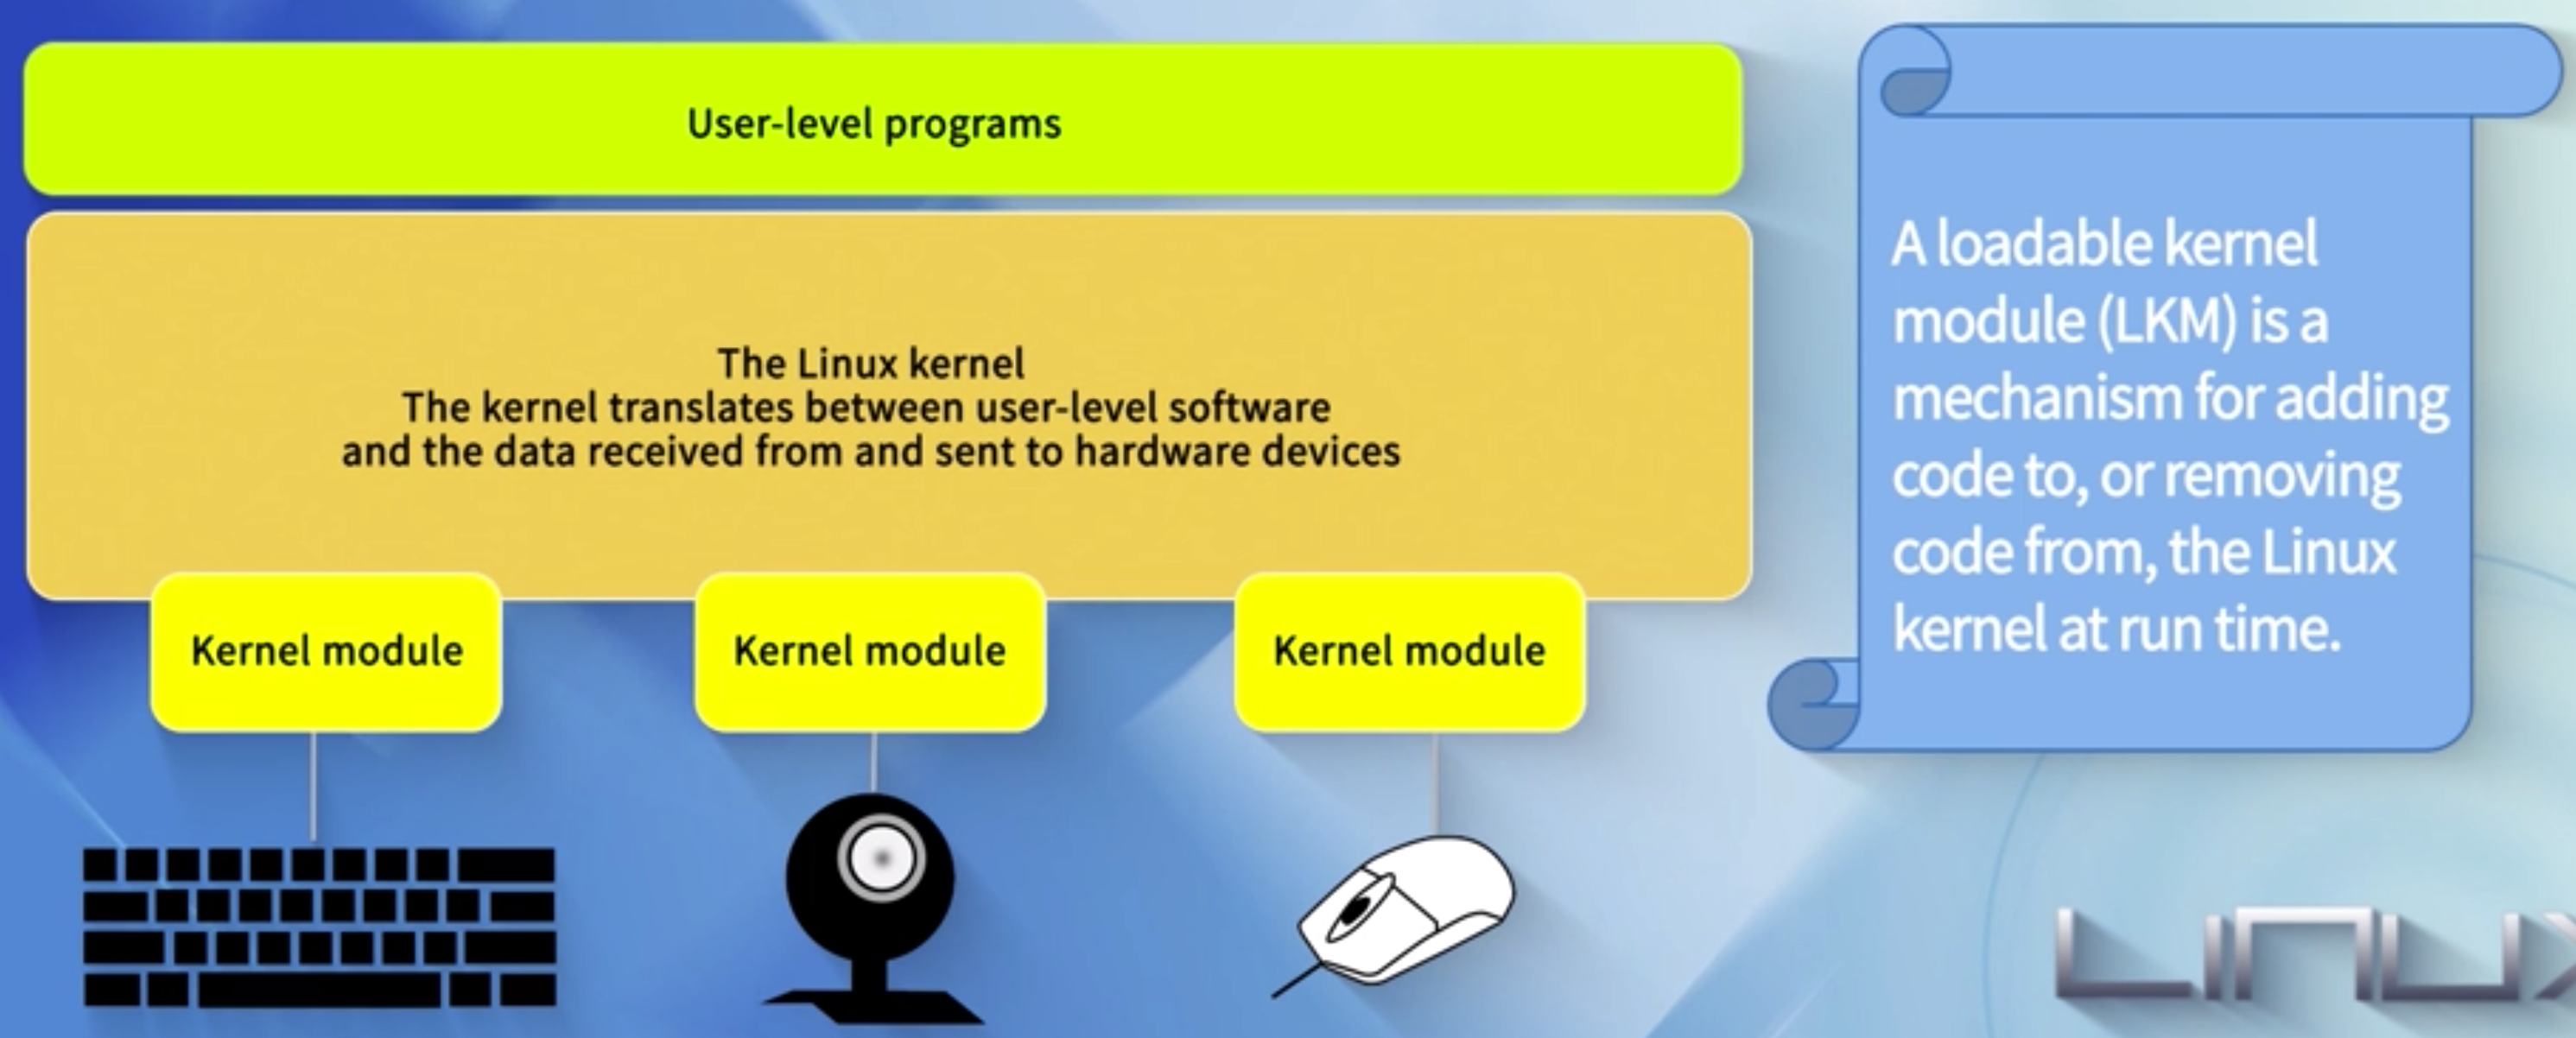 User-level programs
The Linux kernel
The kernel translates between user-level software
and the data received from and sent to hardware devices
Kernel module
Kernel module
Kernel module
A loadable kernel
module (LKM) is a
mechanism for adding
code to, or removing
code from, the Linux
kernel at run time.
LINUX